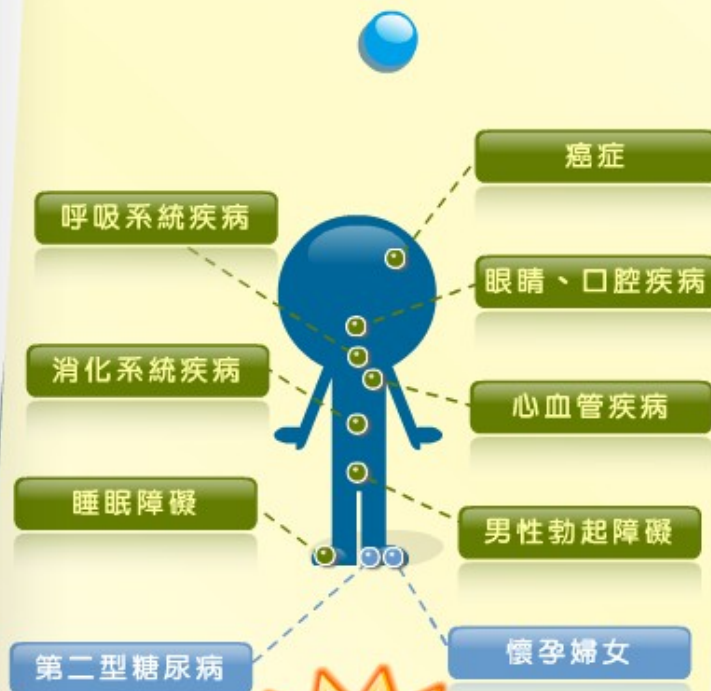 癌症
呼吸系統疾病
眼睛、口腔疾病
消化系統疾病
心血管疾病
睡眠障礙
男性勃起障礙
第二型糖尿病
懷孕婦女